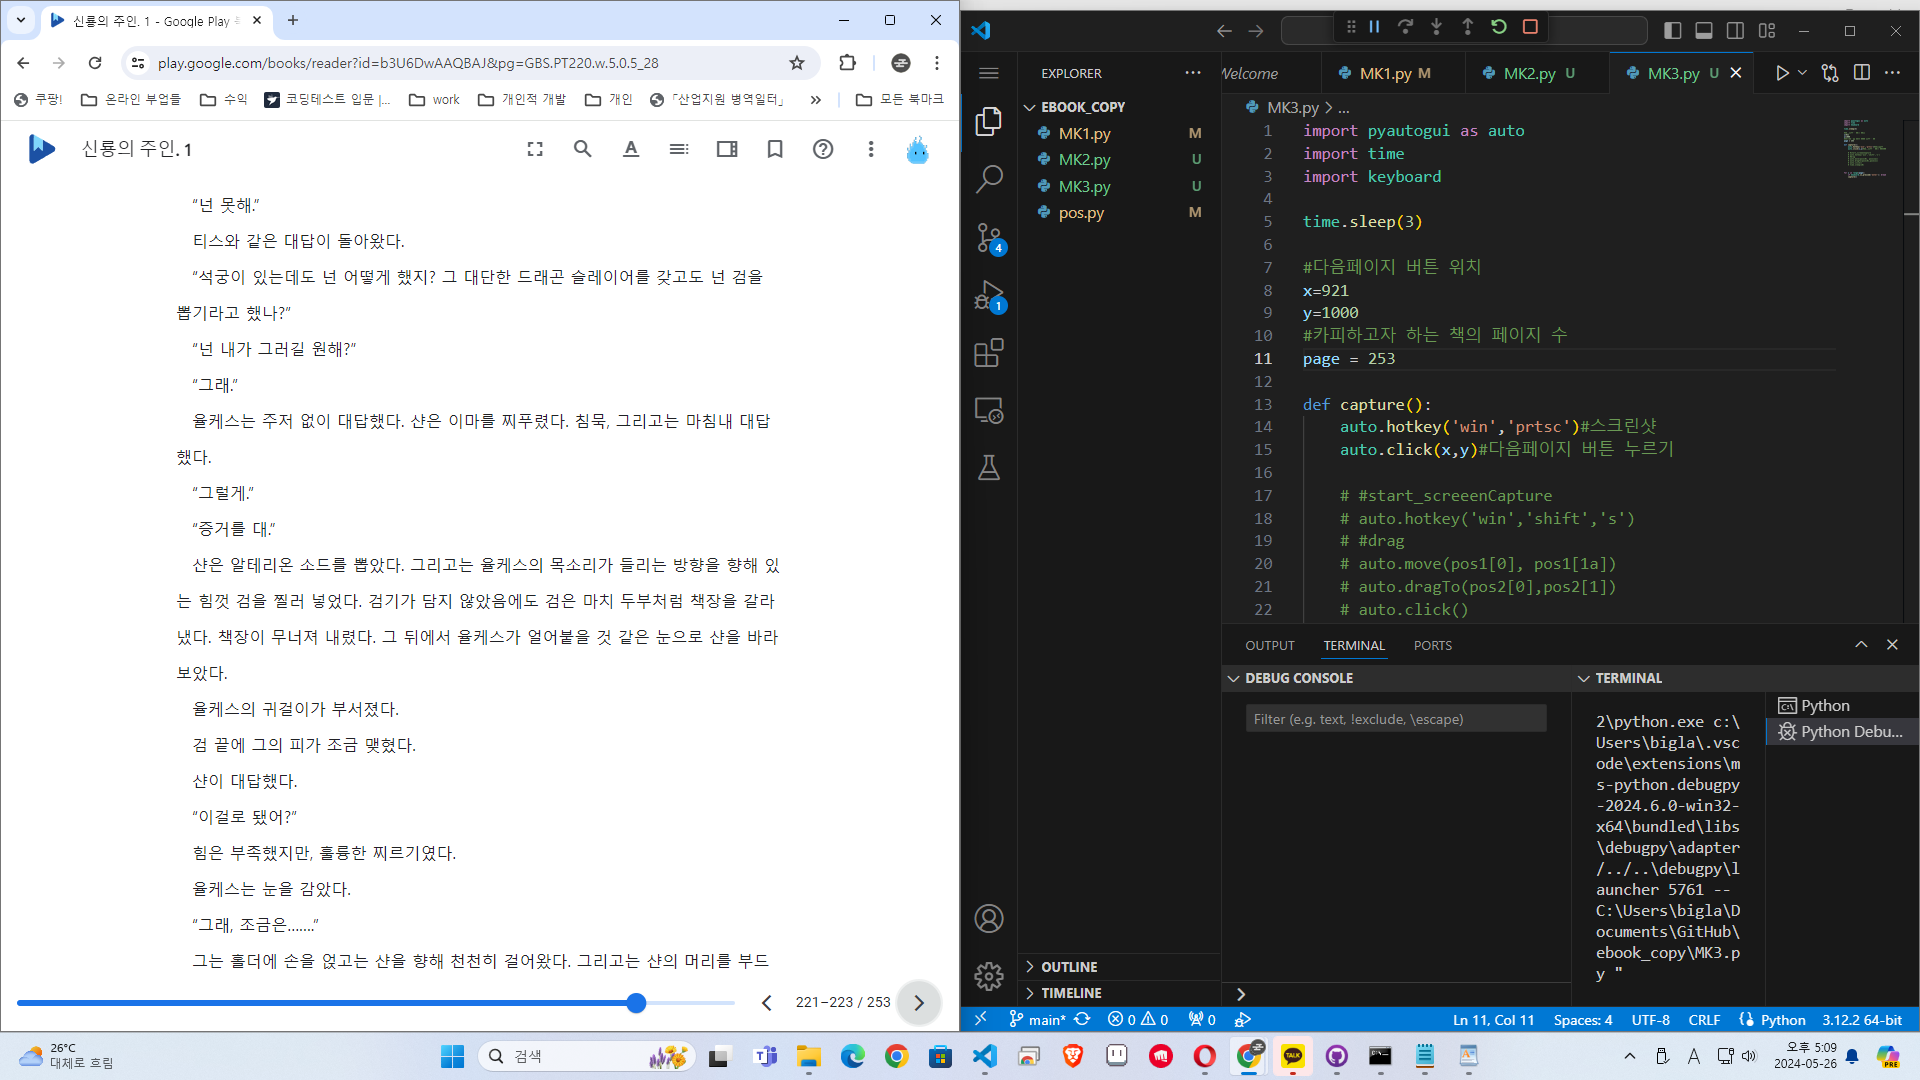 신룡의 주인. 1 - Google Play
play.google.com/books/reader?id=b3U6DwAAQBAJ&pg=GBS.PT220.w.5.0.5_28
쿠팡!
온라인 부업들
수익
코딩테스트 입문 |...
work
개인적 개발
개인
「산업지원 병역일터」
»
모든 북마크
신룡의 주인. 1
“넌 못해.”
티스와 같은 대답이 돌아왔다.
“석궁이 있는데도 넌 어떻게 했지? 그 대단한 드래곤 슬레이어를 갖고도 넌 검을
뽑기라고 했나?”
“넌 내가 그러길 원해?”
“그래.”
율케스는 주저 없이 대답했다. 샨은 이마를 찌푸렸다. 침묵, 그리고는 마침내 대답
했다.
“그럴게.”
“증거를 대.”
샨은 알테리온 소드를 뽑았다. 그리고는 율케스의 목소리가 들리는 방향을 향해 있
는 힘껏 검을 찔러 넣었다. 검기가 담지 않았음에도 검은 마치 두부처럼 책장을 갈라
냈다. 책장이 무너져 내렸다. 그 뒤에서 율케스가 얼어붙을 것 같은 눈으로 샨을 바라
보았다.
율케스의 귀걸이가 부서졌다.
검 끝에 그의 피가 조금 맺혔다.
샨이 대답했다.
“이걸로 됐어?”
힘은 부족했지만, 훌륭한 찌르기였다.
율케스는 눈을 감았다.
“그래, 조금은…….”
그는 홀더에 손을 얹고는 샨을 향해 천천히 걸어왔다. 그리고는 샨의 머리를 부드
221–223 / 253
EXPLORER
EBOOK_COPY
MK1.py M
MK2.py U
MK3.py U
pos.py M
OUTLINE
TIMELINE
4
1
Welcome
MK1.py M
MK2.py U
MK3.py U
MK3.py > ...
1 import pyautogui as auto
2 import time
3 import keyboard
4
5 time.sleep(3)
6
7 #다음페이지 버튼 위치
8 x=921
9 y=1000
10 #카피하고자 하는 책의 페이지 수
11 page = 253
12
13 def capture():
14 auto.hotkey('win','prtsc')#스크린샷
15 auto.click(x,y)#다음페이지 버튼 누르기
16
17 # #start_screeenCapture
18 # auto.hotkey('win','shift','s')
19 # #drag
20 # auto.move(pos1[0], pos1[1a])
21 # auto.dragTo(pos2[0],pos2[1])
22 # auto.click()
OUTPUT
TERMINAL
PORTS
DEBUG CONSOLE
Filter (e.g. text, !exclude, \escape)
TERMINAL
2\python.exe c:\
Users\bigla\.vsc
ode\extensions\m
s-python.debugpy
-2024.6.0-win32-
x64\bundled\libs
\debugpy\adapter
/../..\debugpy\l
auncher 5761 --
C:\Users\bigla\D
ocuments\GitHub\
ebook_copy\MK3.p
y "
Python
Python Debu...
main*
0
0
0
Ln 11, Col 11
Spaces: 4
UTF-8
CRLF
Python
3.12.2 64-bit
26°C
대체로 흐림
검색
TALK
A
오후 5:09
2024-05-26
PRE